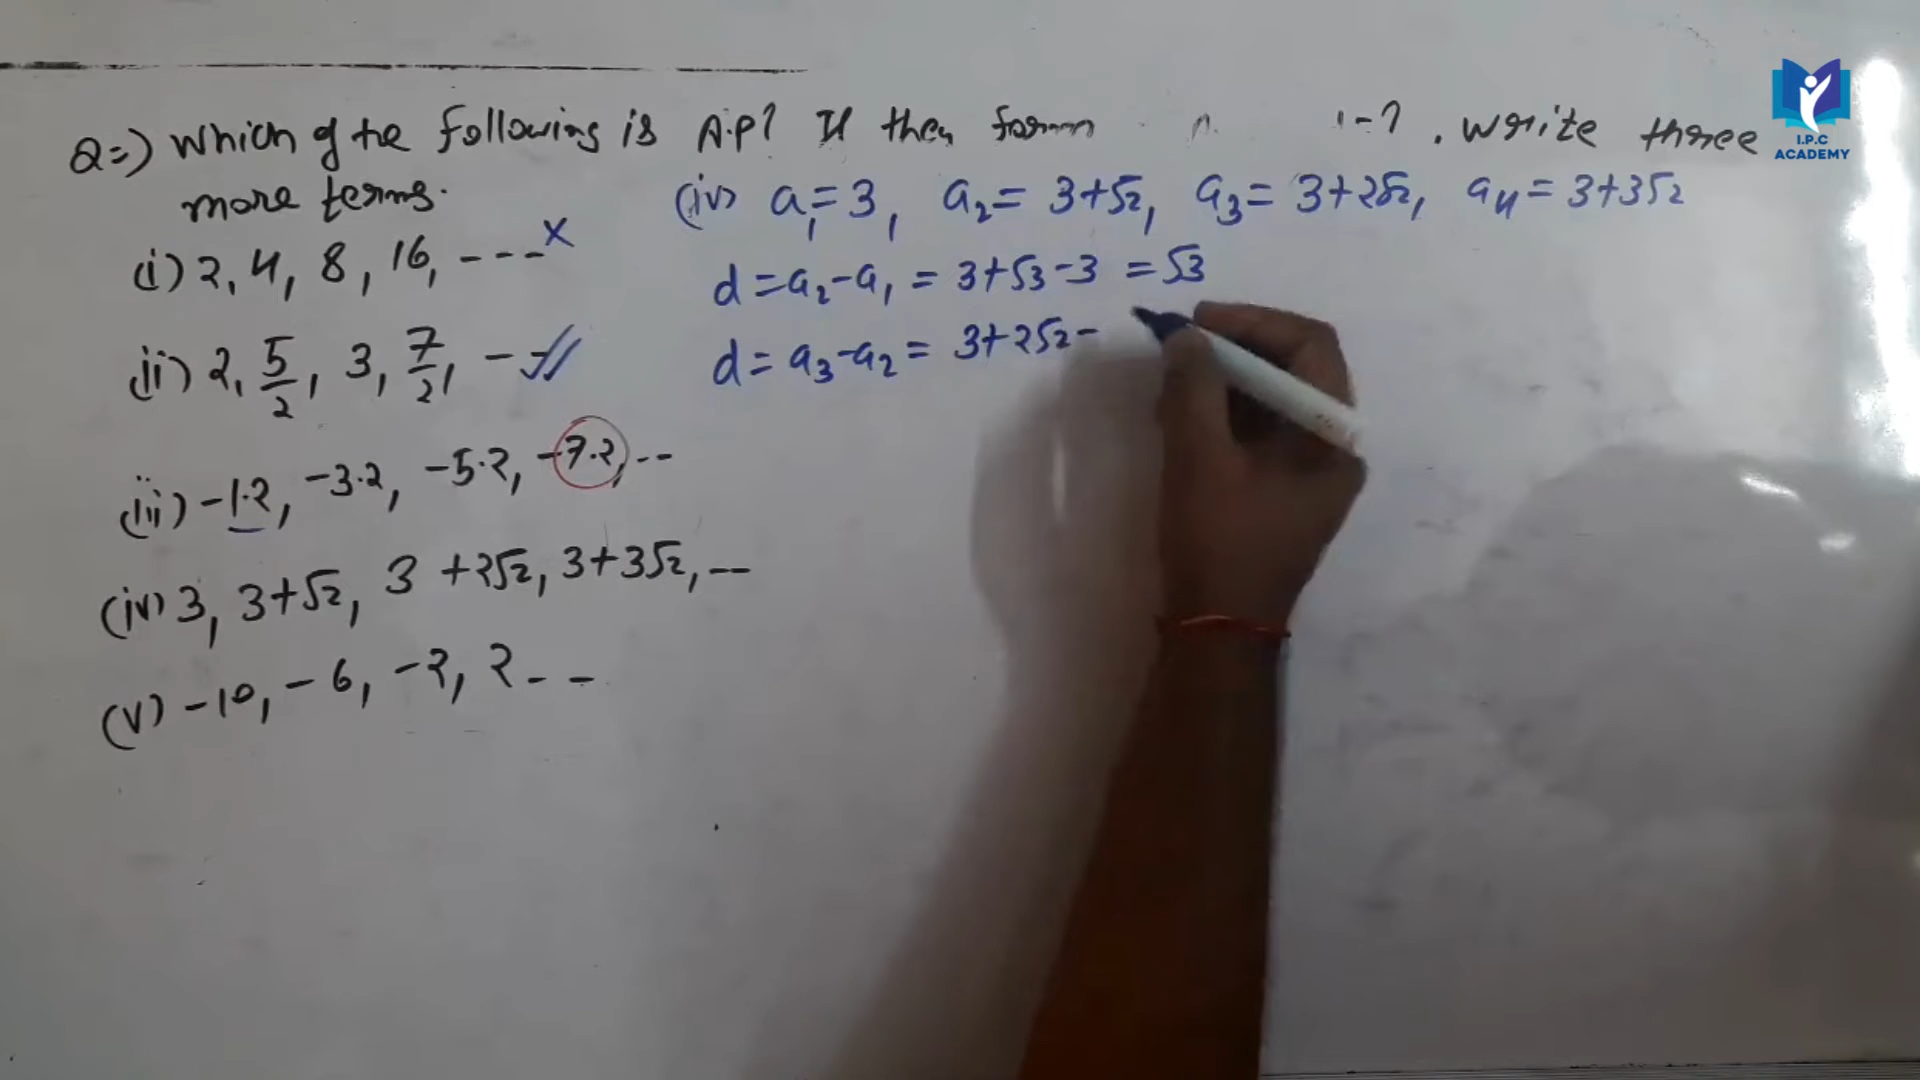 Q=) Which of the following is A.P? If they form . write three
more terms.
(i) 2, 4, 8, 16, ---- x
(ii) 2, 5/2, 3, 7/2, --
(iii) -1.2, -3.2, -5.2, -7.2, --
(iv) 3, 3+√2, 3+2√2, 3+3√2, --
(v) -10, -6, -2, 2 - -
(iv) a₁=3, a₂= 3+√2, a₃= 3+2√2, a₄= 3+3√2
d = a₂-a₁ = 3+√3-3 = √3
d = a₃-a₂ = 3+2√2-
I.P.C
ACADEMY